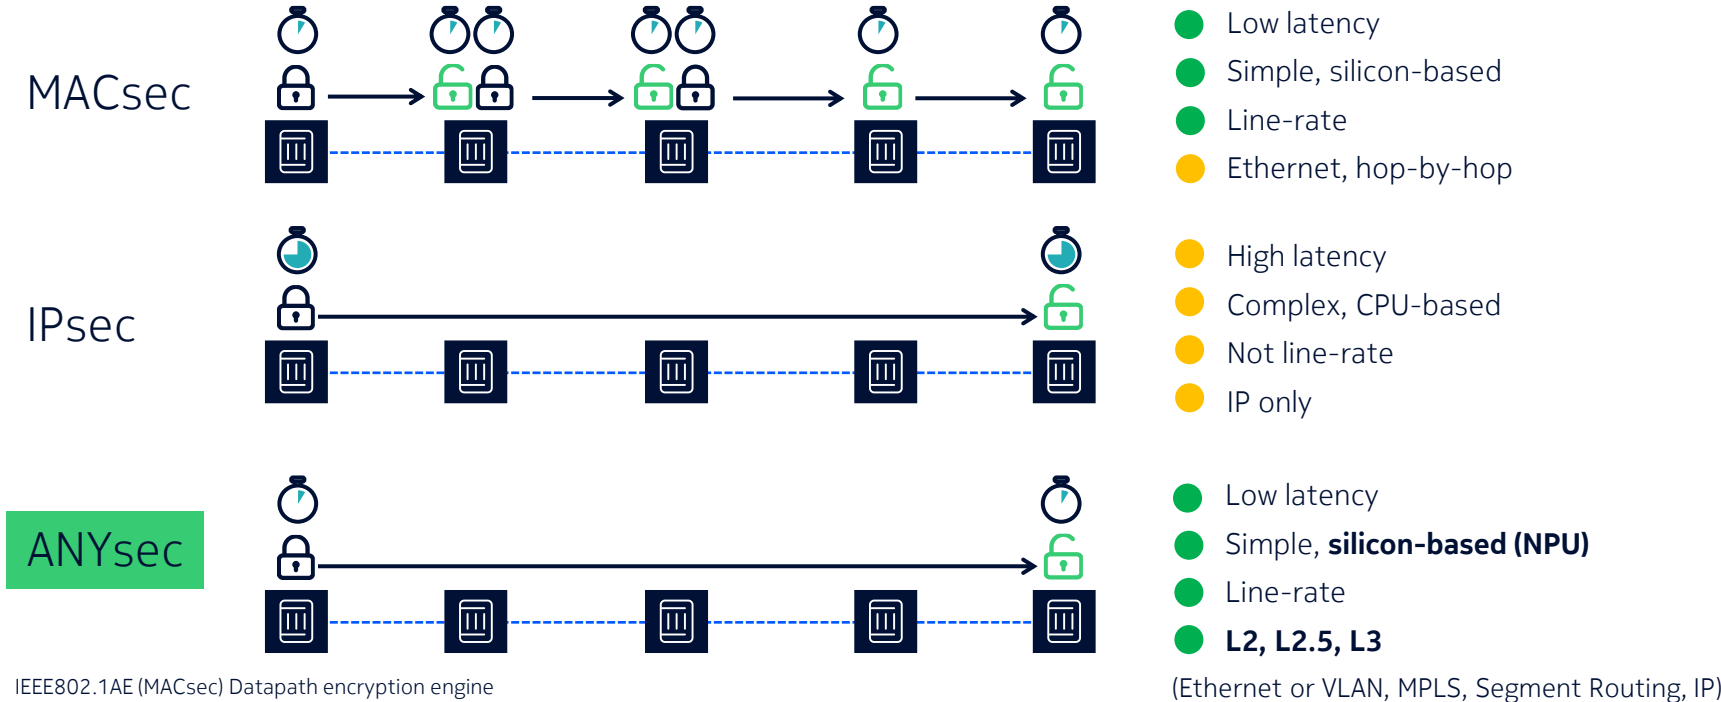 MACsec
Low latency
Simple, silicon-based
Line-rate
Ethernet, hop-by-hop
IPsec
High latency
Complex, CPU-based
Not line-rate
IP only
ANYsec
Low latency
Simple, silicon-based (NPU)
Line-rate
L2, L2.5, L3
(Ethernet or VLAN, MPLS, Segment Routing, IP)
IEEE802.1AE (MACsec) Datapath encryption engine